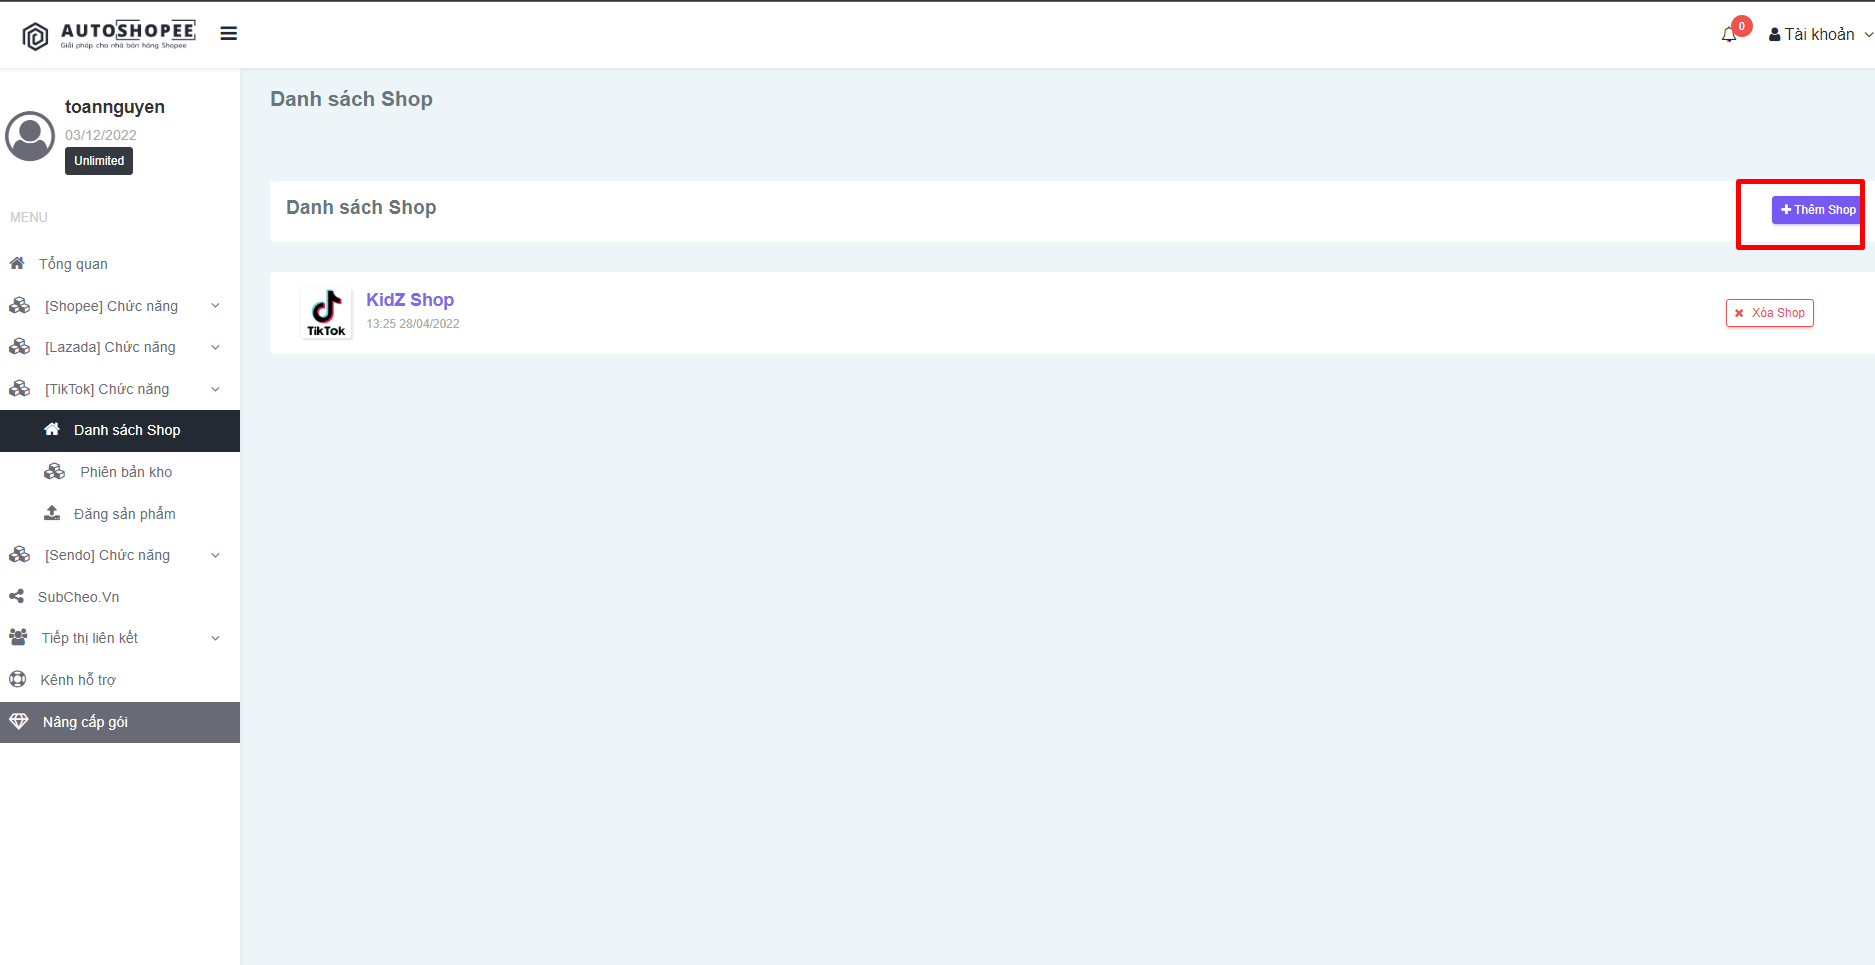 AUTOSHOPEE
Giải pháp cho nhà bán hàng Shopee
0
Tài khoản
toannguyen
03/12/2022
Unlimited
MENU
Tổng quan
[Shopee] Chức năng
[Lazada] Chức năng
[TikTok] Chức năng
Danh sách Shop
Phiên bản kho
Đăng sản phẩm
[Sendo] Chức năng
SubCheo.Vn
Tiếp thị liên kết
Kênh hỗ trợ
Nâng cấp gói
Danh sách Shop
Danh sách Shop
Thêm Shop
TikTok
KidZ Shop
13:25 28/04/2022
Xóa Shop